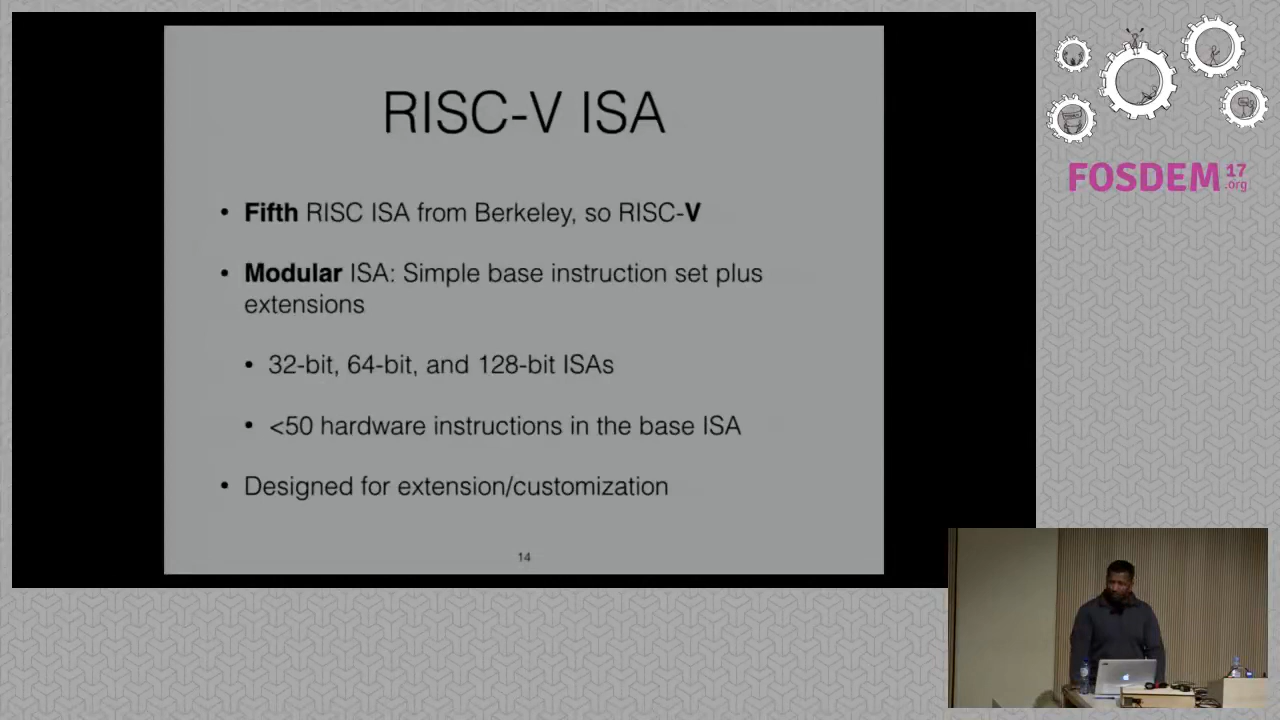 RISC-V ISA
• Fifth RISC ISA from Berkeley, so RISC-V
• Modular ISA: Simple base instruction set plus
extensions
• 32-bit, 64-bit, and 128-bit ISAs
• <50 hardware instructions in the base ISA
• Designed for extension/customization
14
FOSDEM 17
.org